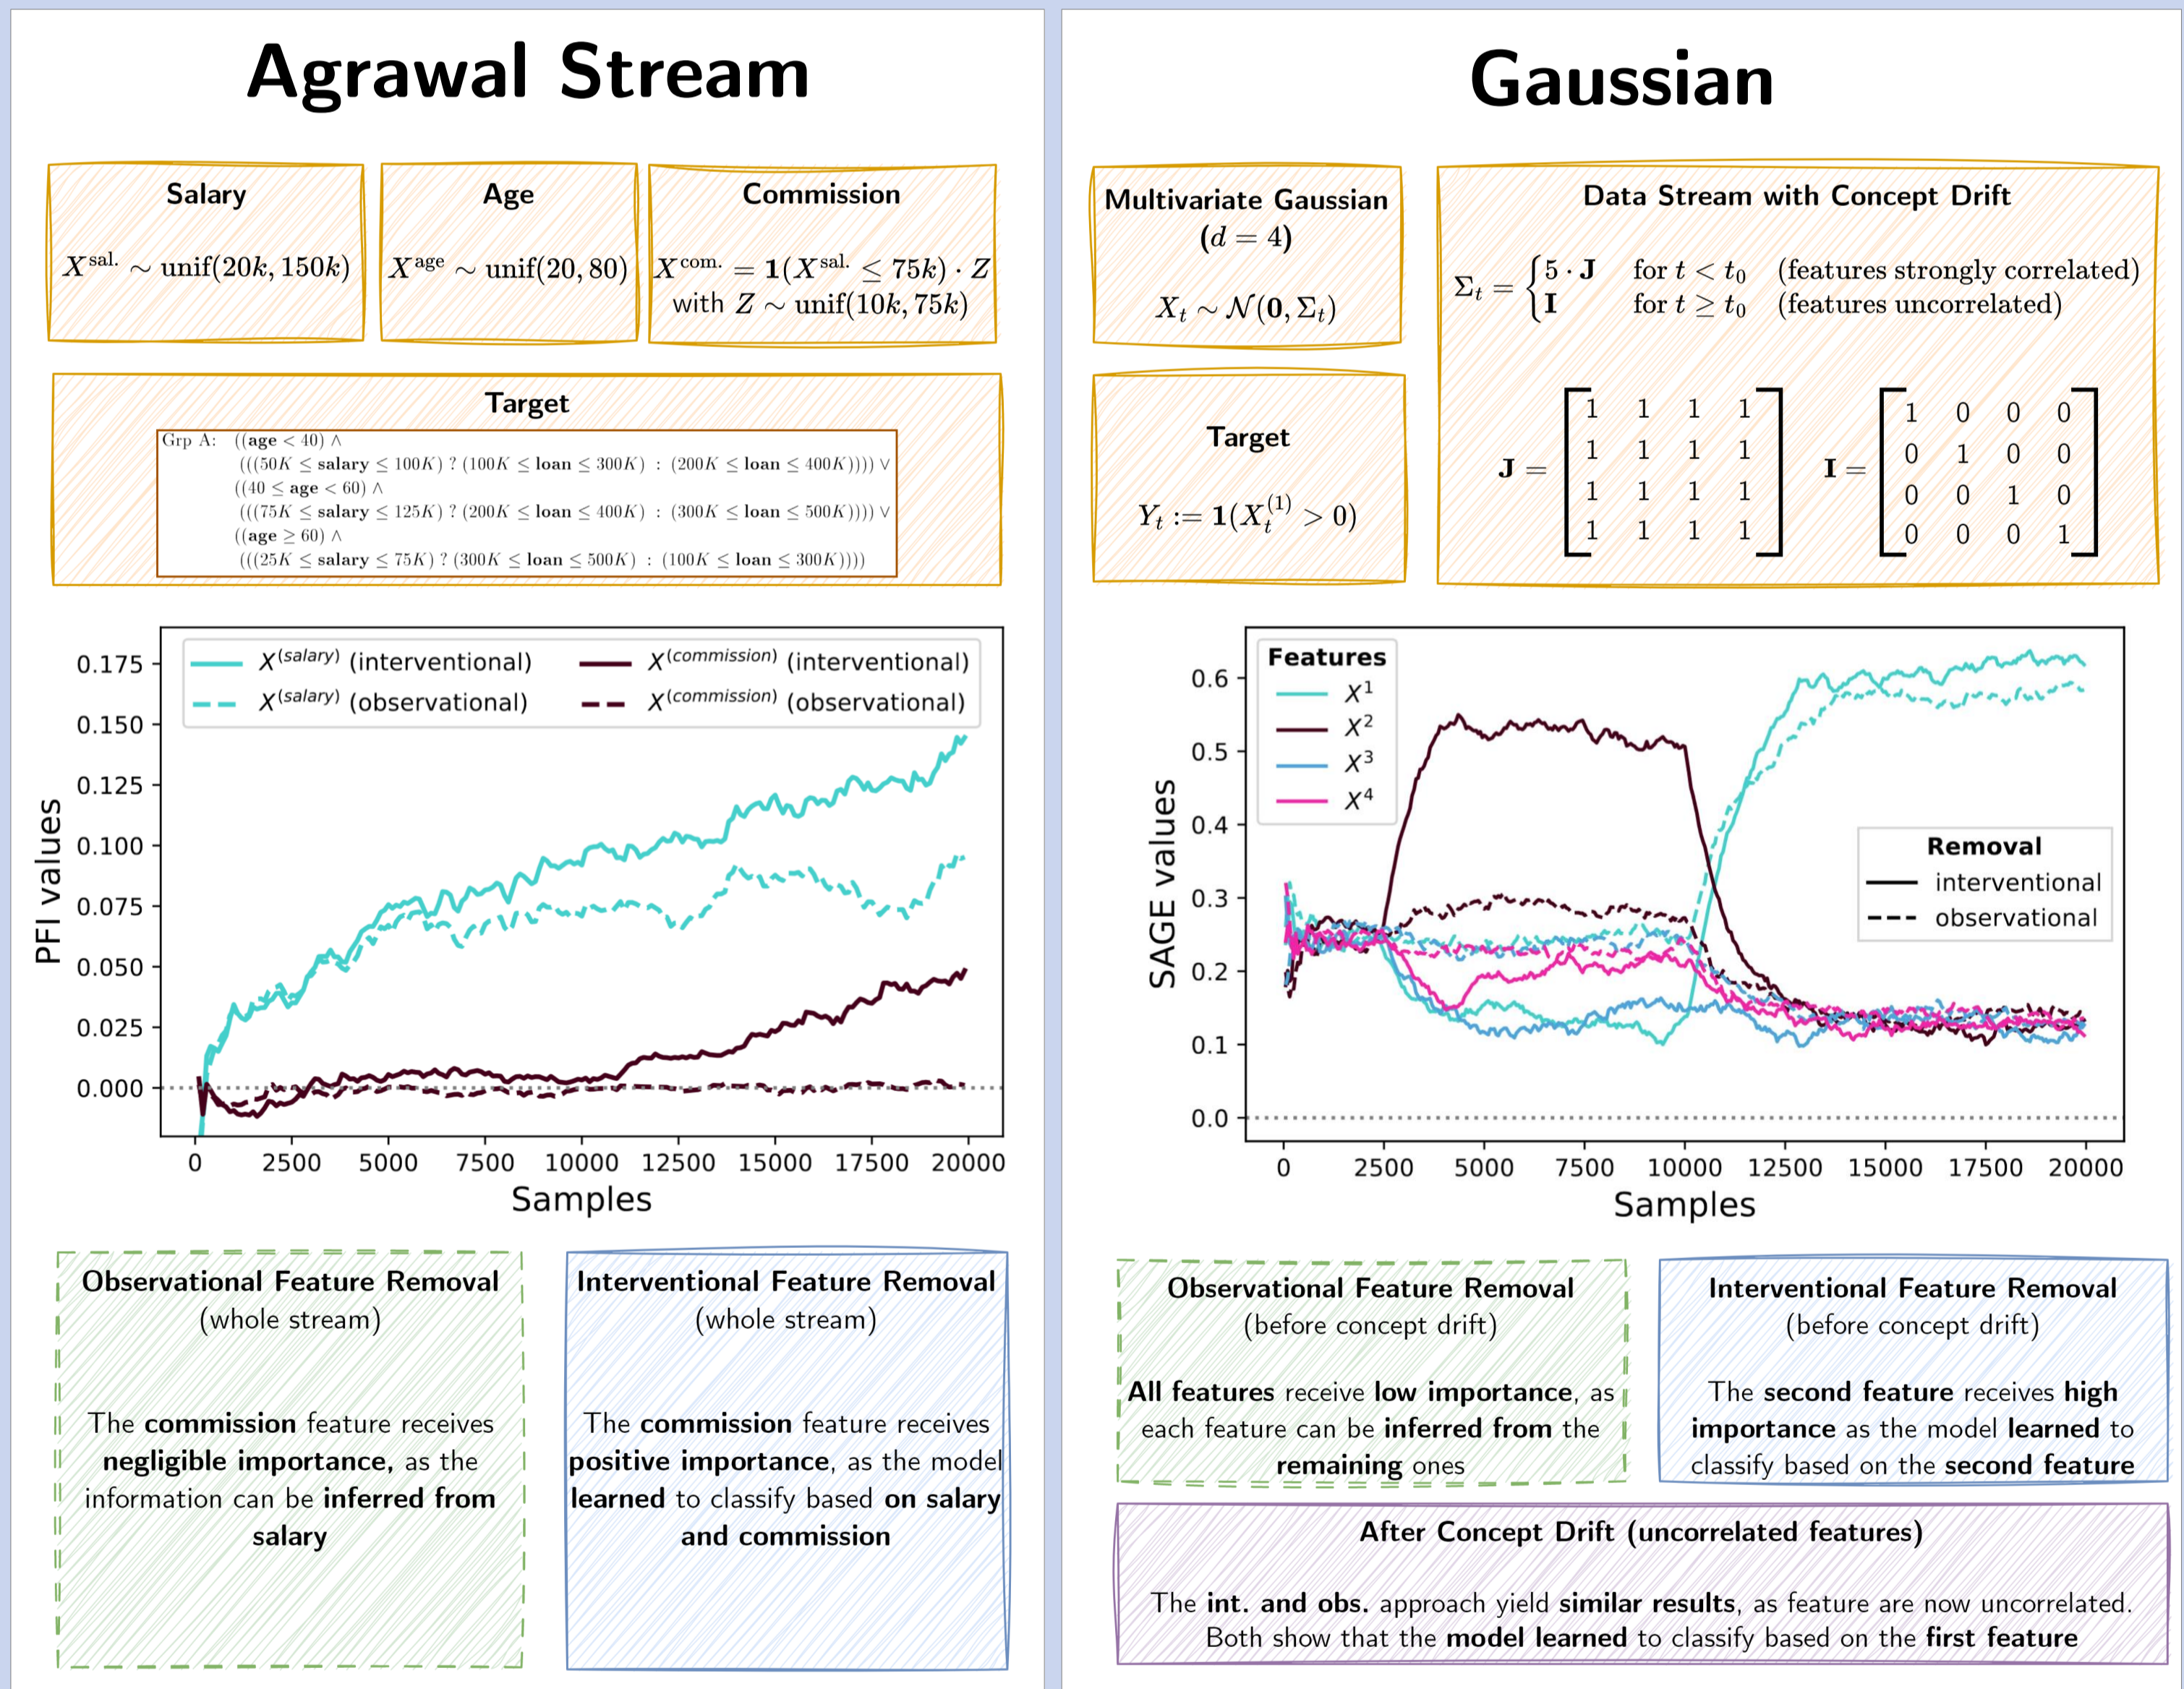 Agrawal Stream
Salary
X^sal. ∼ unif(20k, 150k)
Age
X^age ∼ unif(20, 80)
Commission
X^com. = 1(X^sal. ≤ 75k) · Z
with Z ∼ unif(10k, 75k)
Target
Grp A: ((age < 40) ∧
(((50K ≤ salary ≤ 100K) ? (100K ≤ loan ≤ 300K) : (200K ≤ loan ≤ 400K)))) ∨
((40 ≤ age < 60) ∧
(((75K ≤ salary ≤ 125K) ? (200K ≤ loan ≤ 400K) : (300K ≤ loan ≤ 500K)))) ∨
((age ≥ 60) ∧
(((25K ≤ salary ≤ 75K) ? (300K ≤ loan ≤ 500K) : (100K ≤ loan ≤ 300K))))
X^(salary) (interventional)
X^(salary) (observational)
X^(commission) (interventional)
X^(commission) (observational)
PFI values
0.175
0.150
0.125
0.100
0.075
0.050
0.025
0.000
0 2500 5000 7500 10000 12500 15000 17500 20000
Samples
Observational Feature Removal
(whole stream)
The commission feature receives
negligible importance, as the
information can be inferred from
salary
Interventional Feature Removal
(whole stream)
The commission feature receives
positive importance, as the model
learned to classify based on salary
and commission
Gaussian
Multivariate Gaussian
(d = 4)
X_t ∼ N(0, Σ_t)
Target
Y_t := 1(X_t^(1) > 0)
Data Stream with Concept Drift
Σ_t = { 5 · J for t < t_0 (features strongly correlated)
I for t ≥ t_0 (features uncorrelated)
J =
1 1 1 1
1 1 1 1
1 1 1 1
1 1 1 1
I =
1 0 0 0
0 1 0 0
0 0 1 0
0 0 0 1
Features
X^1
X^2
X^3
X^4
Removal
interventional
observational
SAGE values
0.6
0.5
0.4
0.3
0.2
0.1
0.0
0 2500 5000 7500 10000 12500 15000 17500 20000
Samples
Observational Feature Removal
(before concept drift)
All features receive low importance, as
each feature can be inferred from the
remaining ones
Interventional Feature Removal
(before concept drift)
The second feature receives high
importance as the model learned to
classify based on the second feature
After Concept Drift (uncorrelated features)
The int. and obs. approach yield similar results, as feature are now uncorrelated.
Both show that the model learned to classify based on the first feature